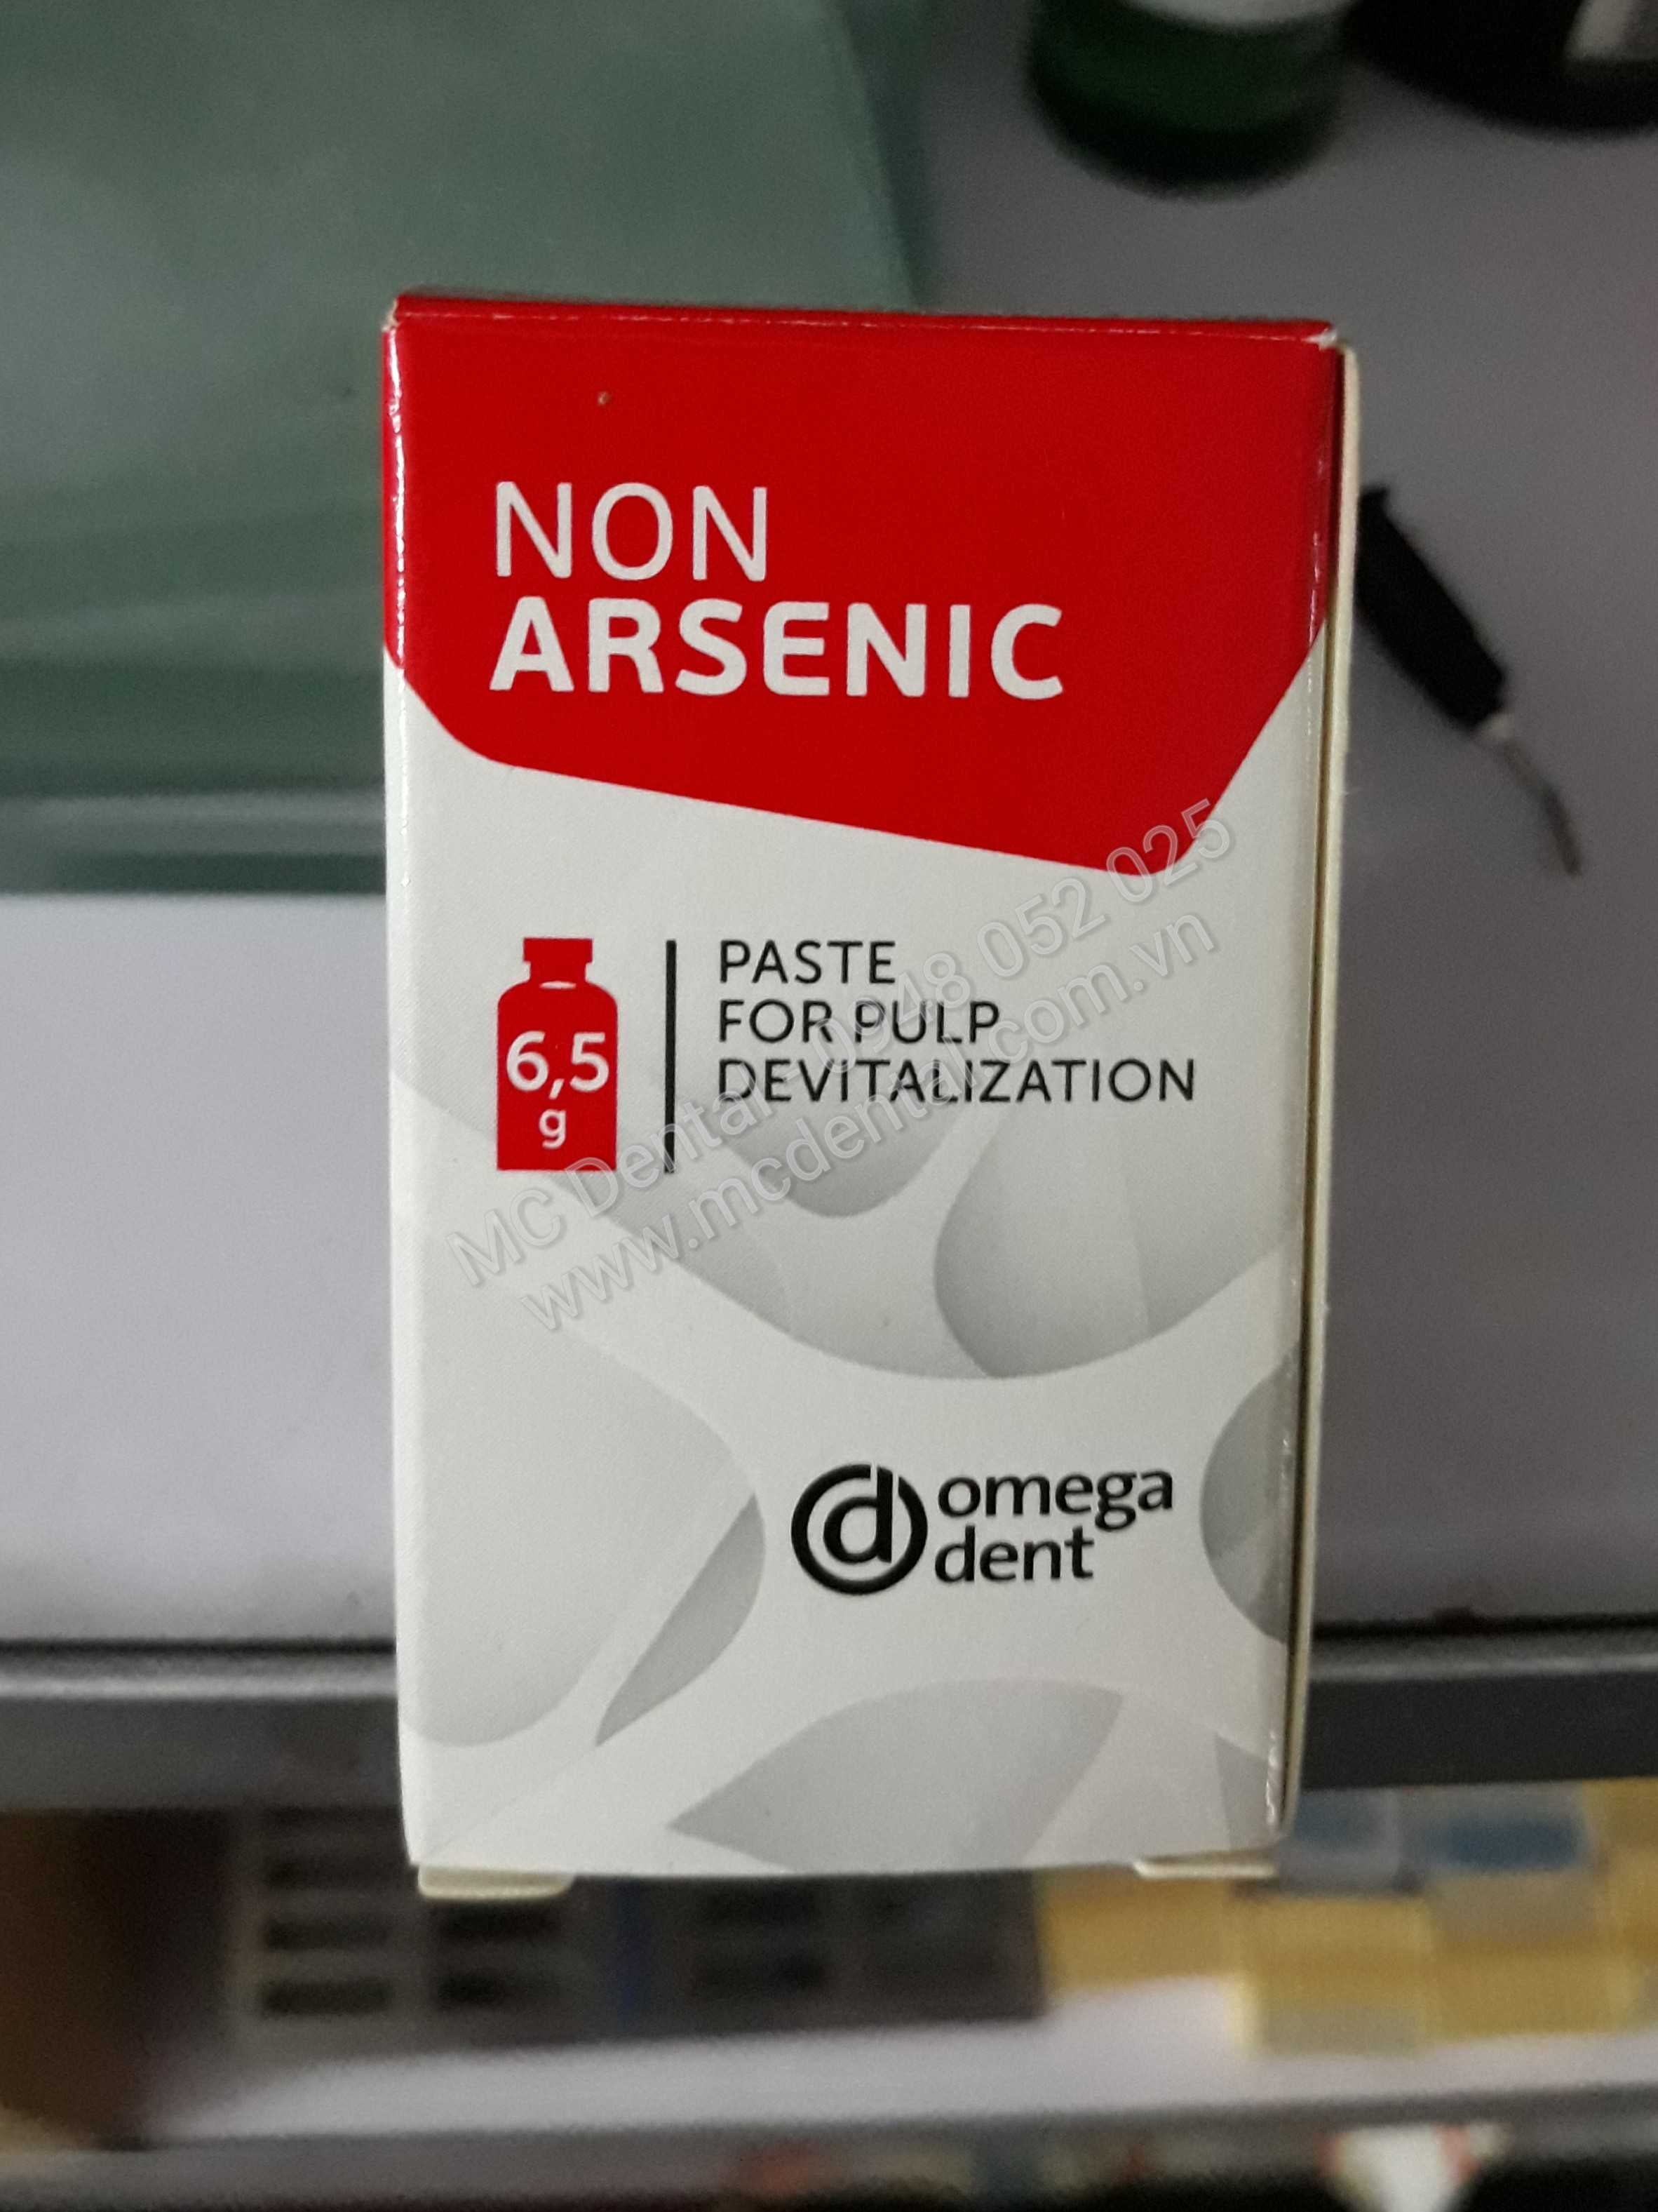 NON
ARSENIC
6,5
g
PASTE
FOR PULP
DEVITALIZATION
MC Dental - 0948 052 025
www.mcdental.com.vn
omega
dent